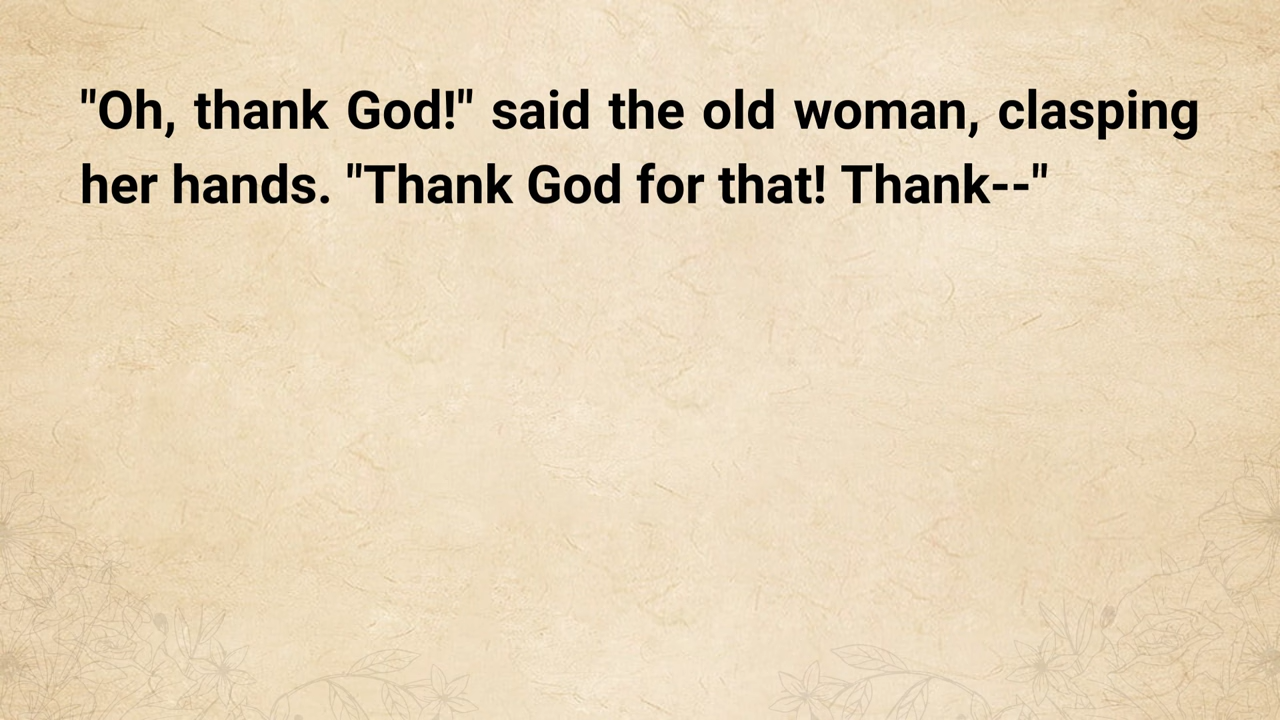 "Oh, thank God!" said the old woman, clasping
her hands. "Thank God for that! Thank--"